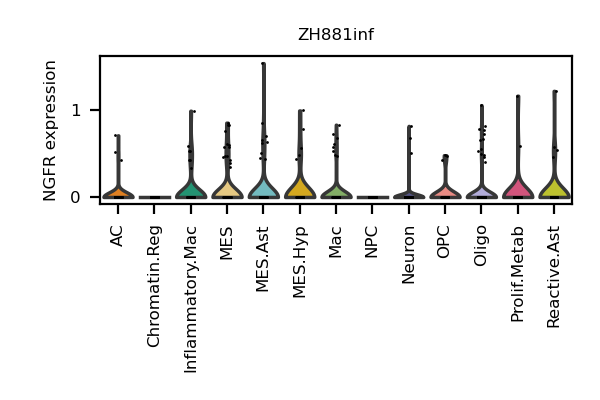 ZH881inf
NGFR expression
1
0
AC
Chromatin.Reg
Inflammatory.Mac
MES
MES.Ast
MES.Hyp
Mac
NPC
Neuron
OPC
Oligo
Prolif.Metab
Reactive.Ast